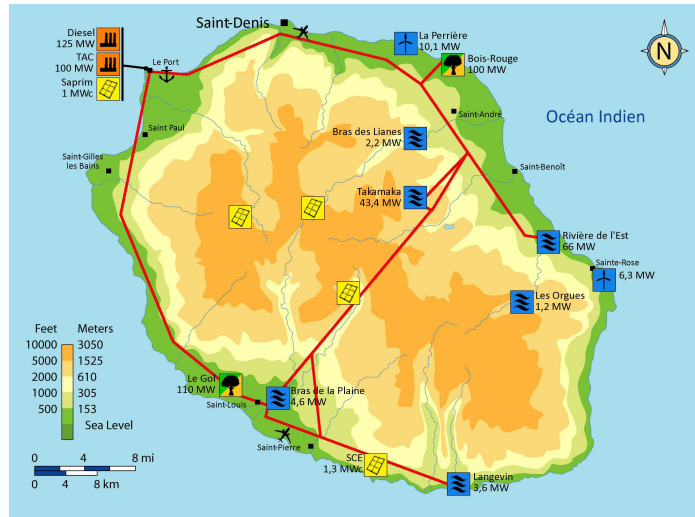 Saint-Denis
Diesel
125 MW
TAC
100 MW
Saprim
1 MWc
Le Port
La Perrière
10,1 MW
Bois-Rouge
100 MW
N
Océan Indien
Saint-André
Saint Paul
Bras des Lianes
2,2 MW
Saint-Gilles
les Bains
Saint-Benoît
Takamaka
43,4 MW
Rivière de l'Est
66 MW
Sainte-Rose
6,3 MW
Les Orgues
1,2 MW
Feet Meters
10000 3050
5000 1525
2000 610
1000 305
500 153
Sea Level
Le Gol
110 MW
Saint-Louis
Bras de la Plaine
4,6 MW
Saint-Pierre
SCE
1,3 MWc
Langevin
3,6 MW
0 4 8 mi
0 4 8 km